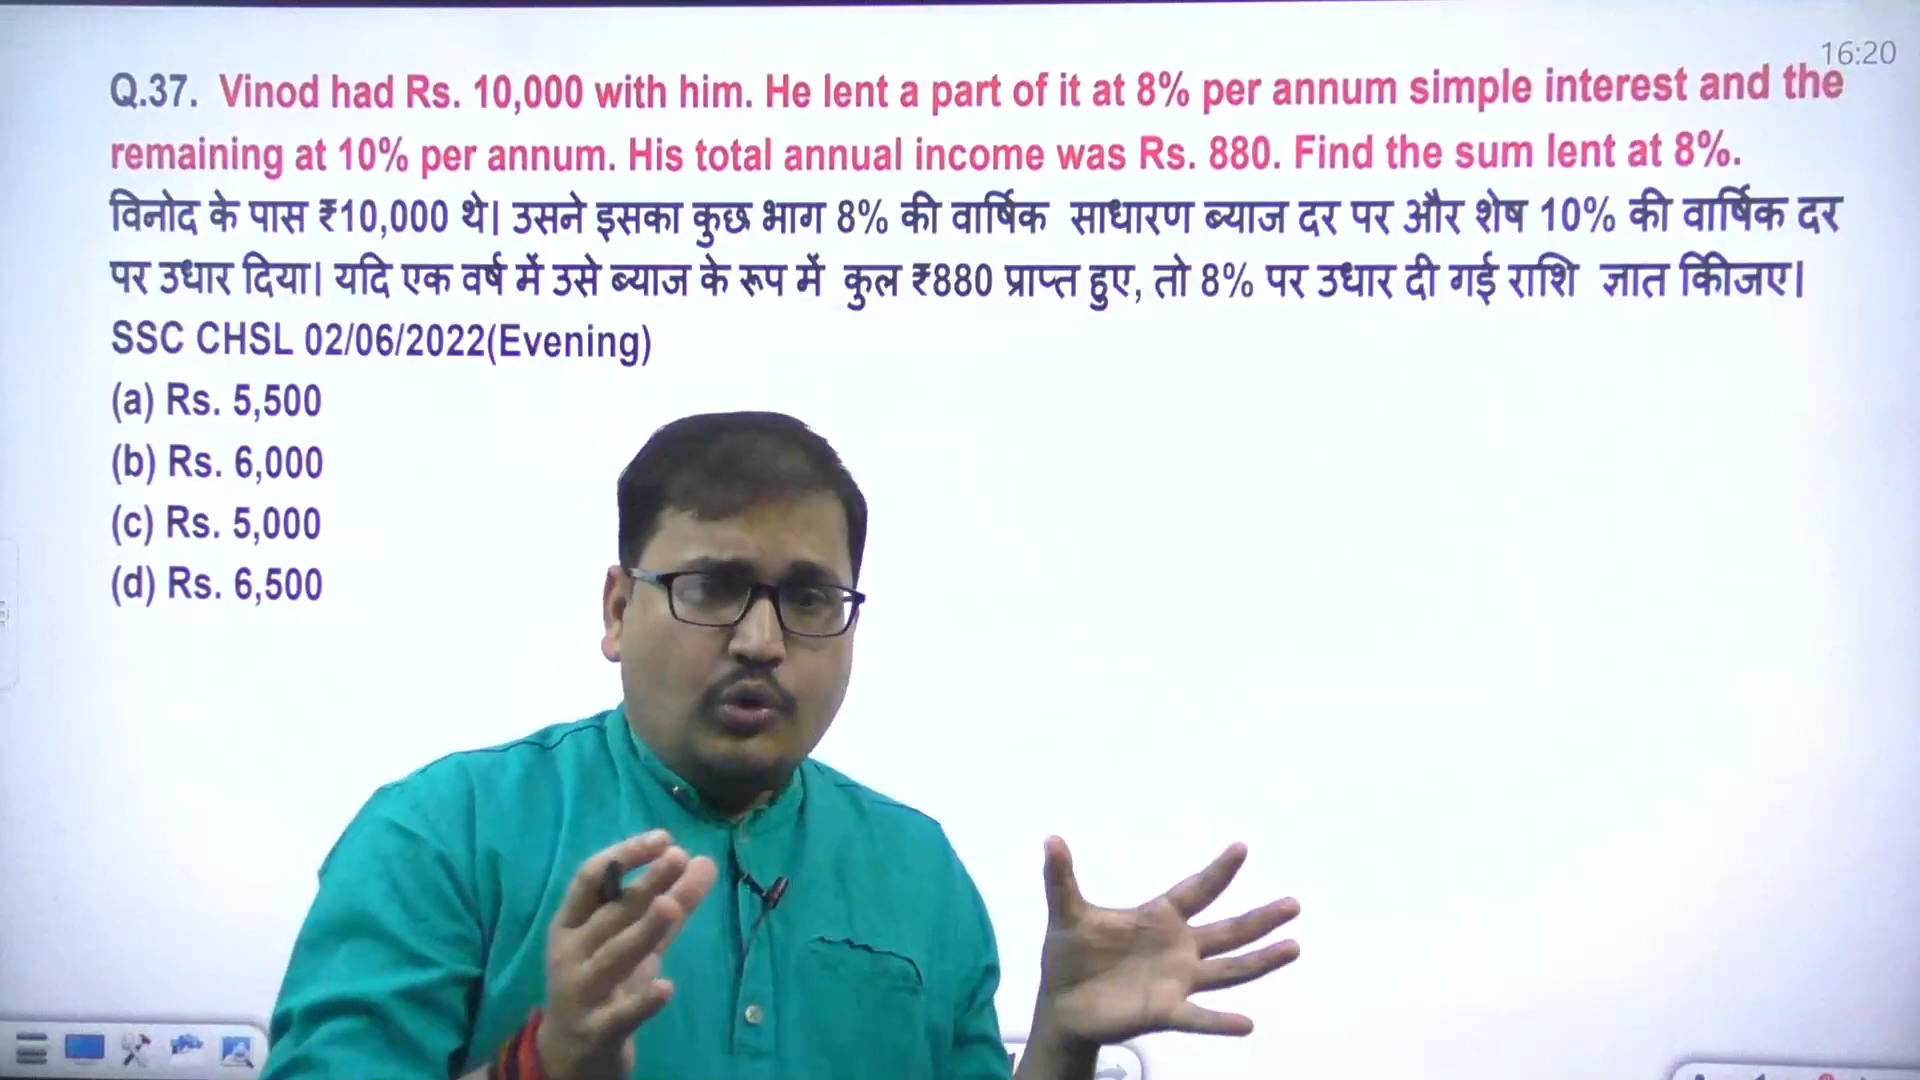 16:20
Q.37. Vinod had Rs. 10,000 with him. He lent a part of it at 8% per annum simple interest and the
remaining at 10% per annum. His total annual income was Rs. 880. Find the sum lent at 8%.
विनोद के पास ₹10,000 थे। उसने इसका कुछ भाग 8% की वार्षिक साधारण ब्याज दर पर और शेष 10% की वार्षिक दर
पर उधार दिया। यदि एक वर्ष में उसे ब्याज के रूप में कुल ₹880 प्राप्त हुए, तो 8% पर उधार दी गई राशि ज्ञात किीजए।
SSC CHSL 02/06/2022(Evening)
(a) Rs. 5,500
(b) Rs. 6,000
(c) Rs. 5,000
(d) Rs. 6,500